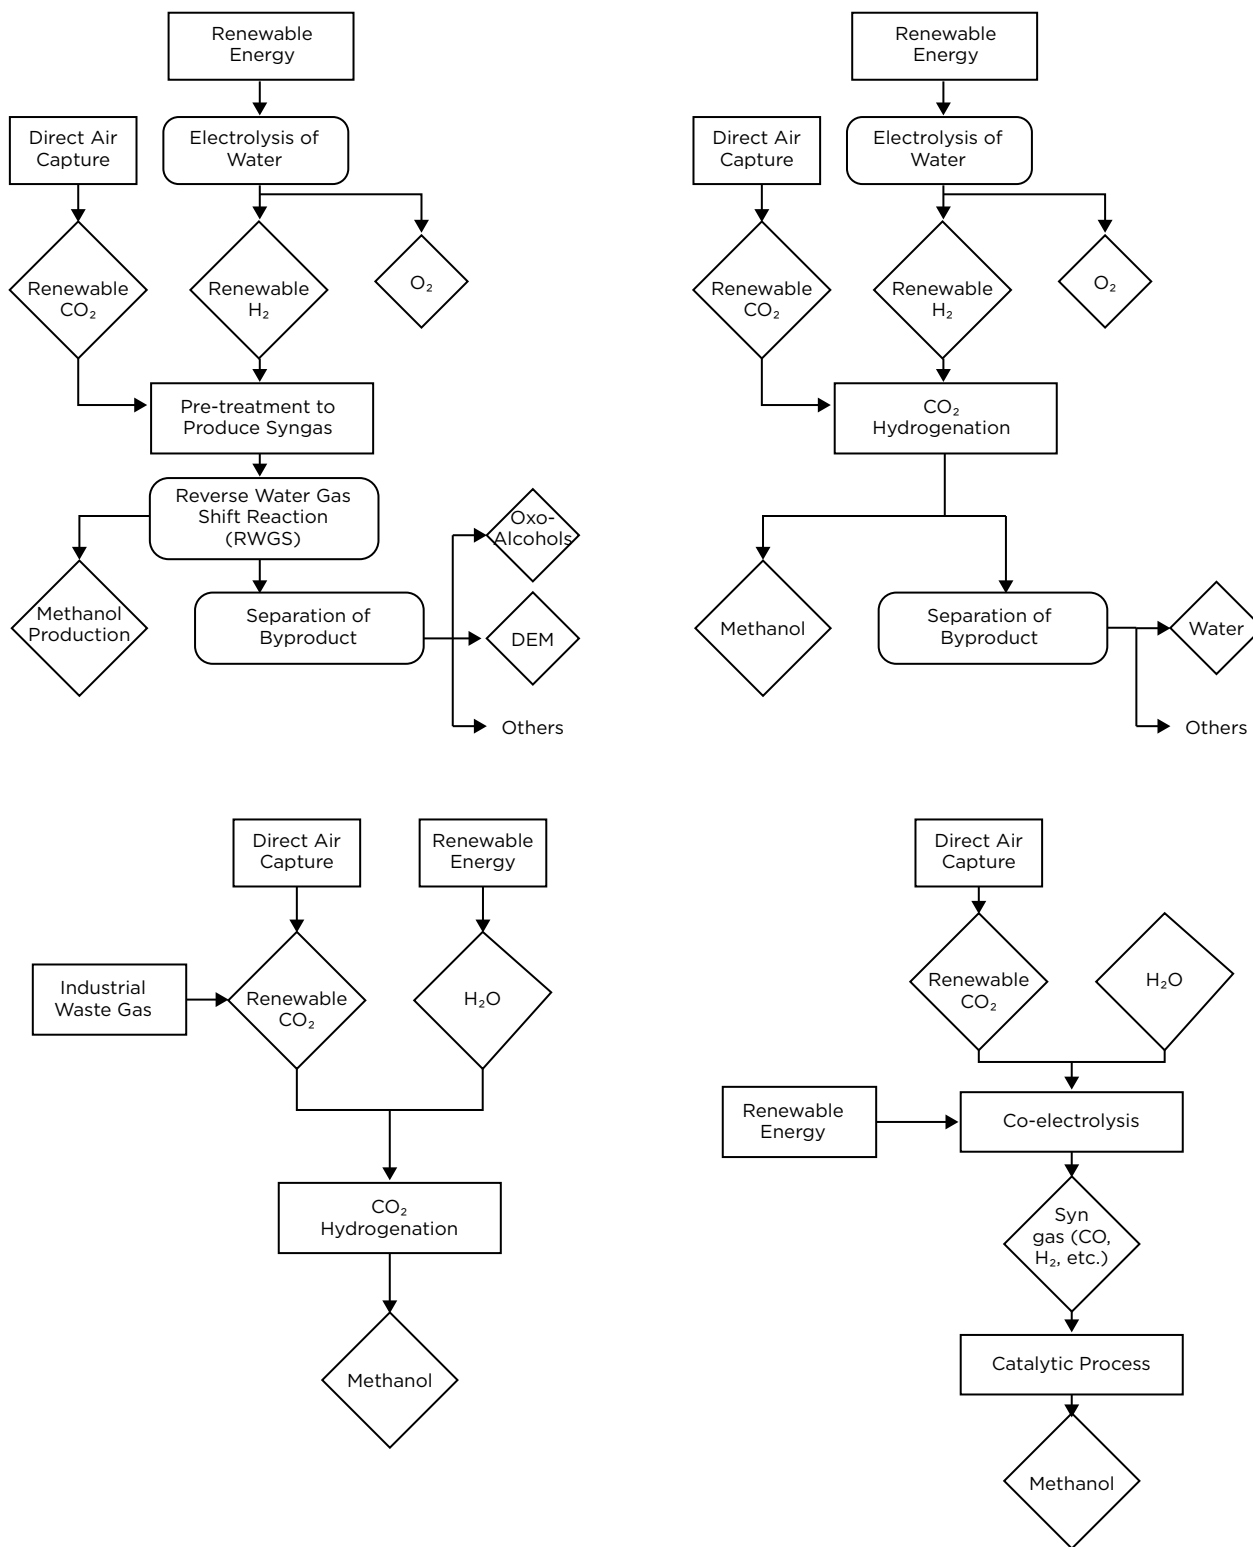 Renewable
Energy
Direct Air
Capture
Electrolysis of
Water
Renewable
CO₂
Renewable
H₂
O₂
Pre-treatment to
Produce Syngas
Reverse Water Gas
Shift Reaction
(RWGS)
Methanol
Production
Separation of
Byproduct
Oxo-
Alcohols
DEM
Others
Renewable
Energy
Direct Air
Capture
Electrolysis of
Water
Renewable
CO₂
Renewable
H₂
O₂
CO₂
Hydrogenation
Methanol
Separation of
Byproduct
Water
Others
Direct Air
Capture
Renewable
Energy
Industrial
Waste Gas
Renewable
CO₂
H₂O
CO₂
Hydrogenation
Methanol
Direct Air
Capture
Renewable
CO₂
H₂O
Renewable
Energy
Co-electrolysis
Syn
gas (CO,
H₂, etc.)
Catalytic Process
Methanol